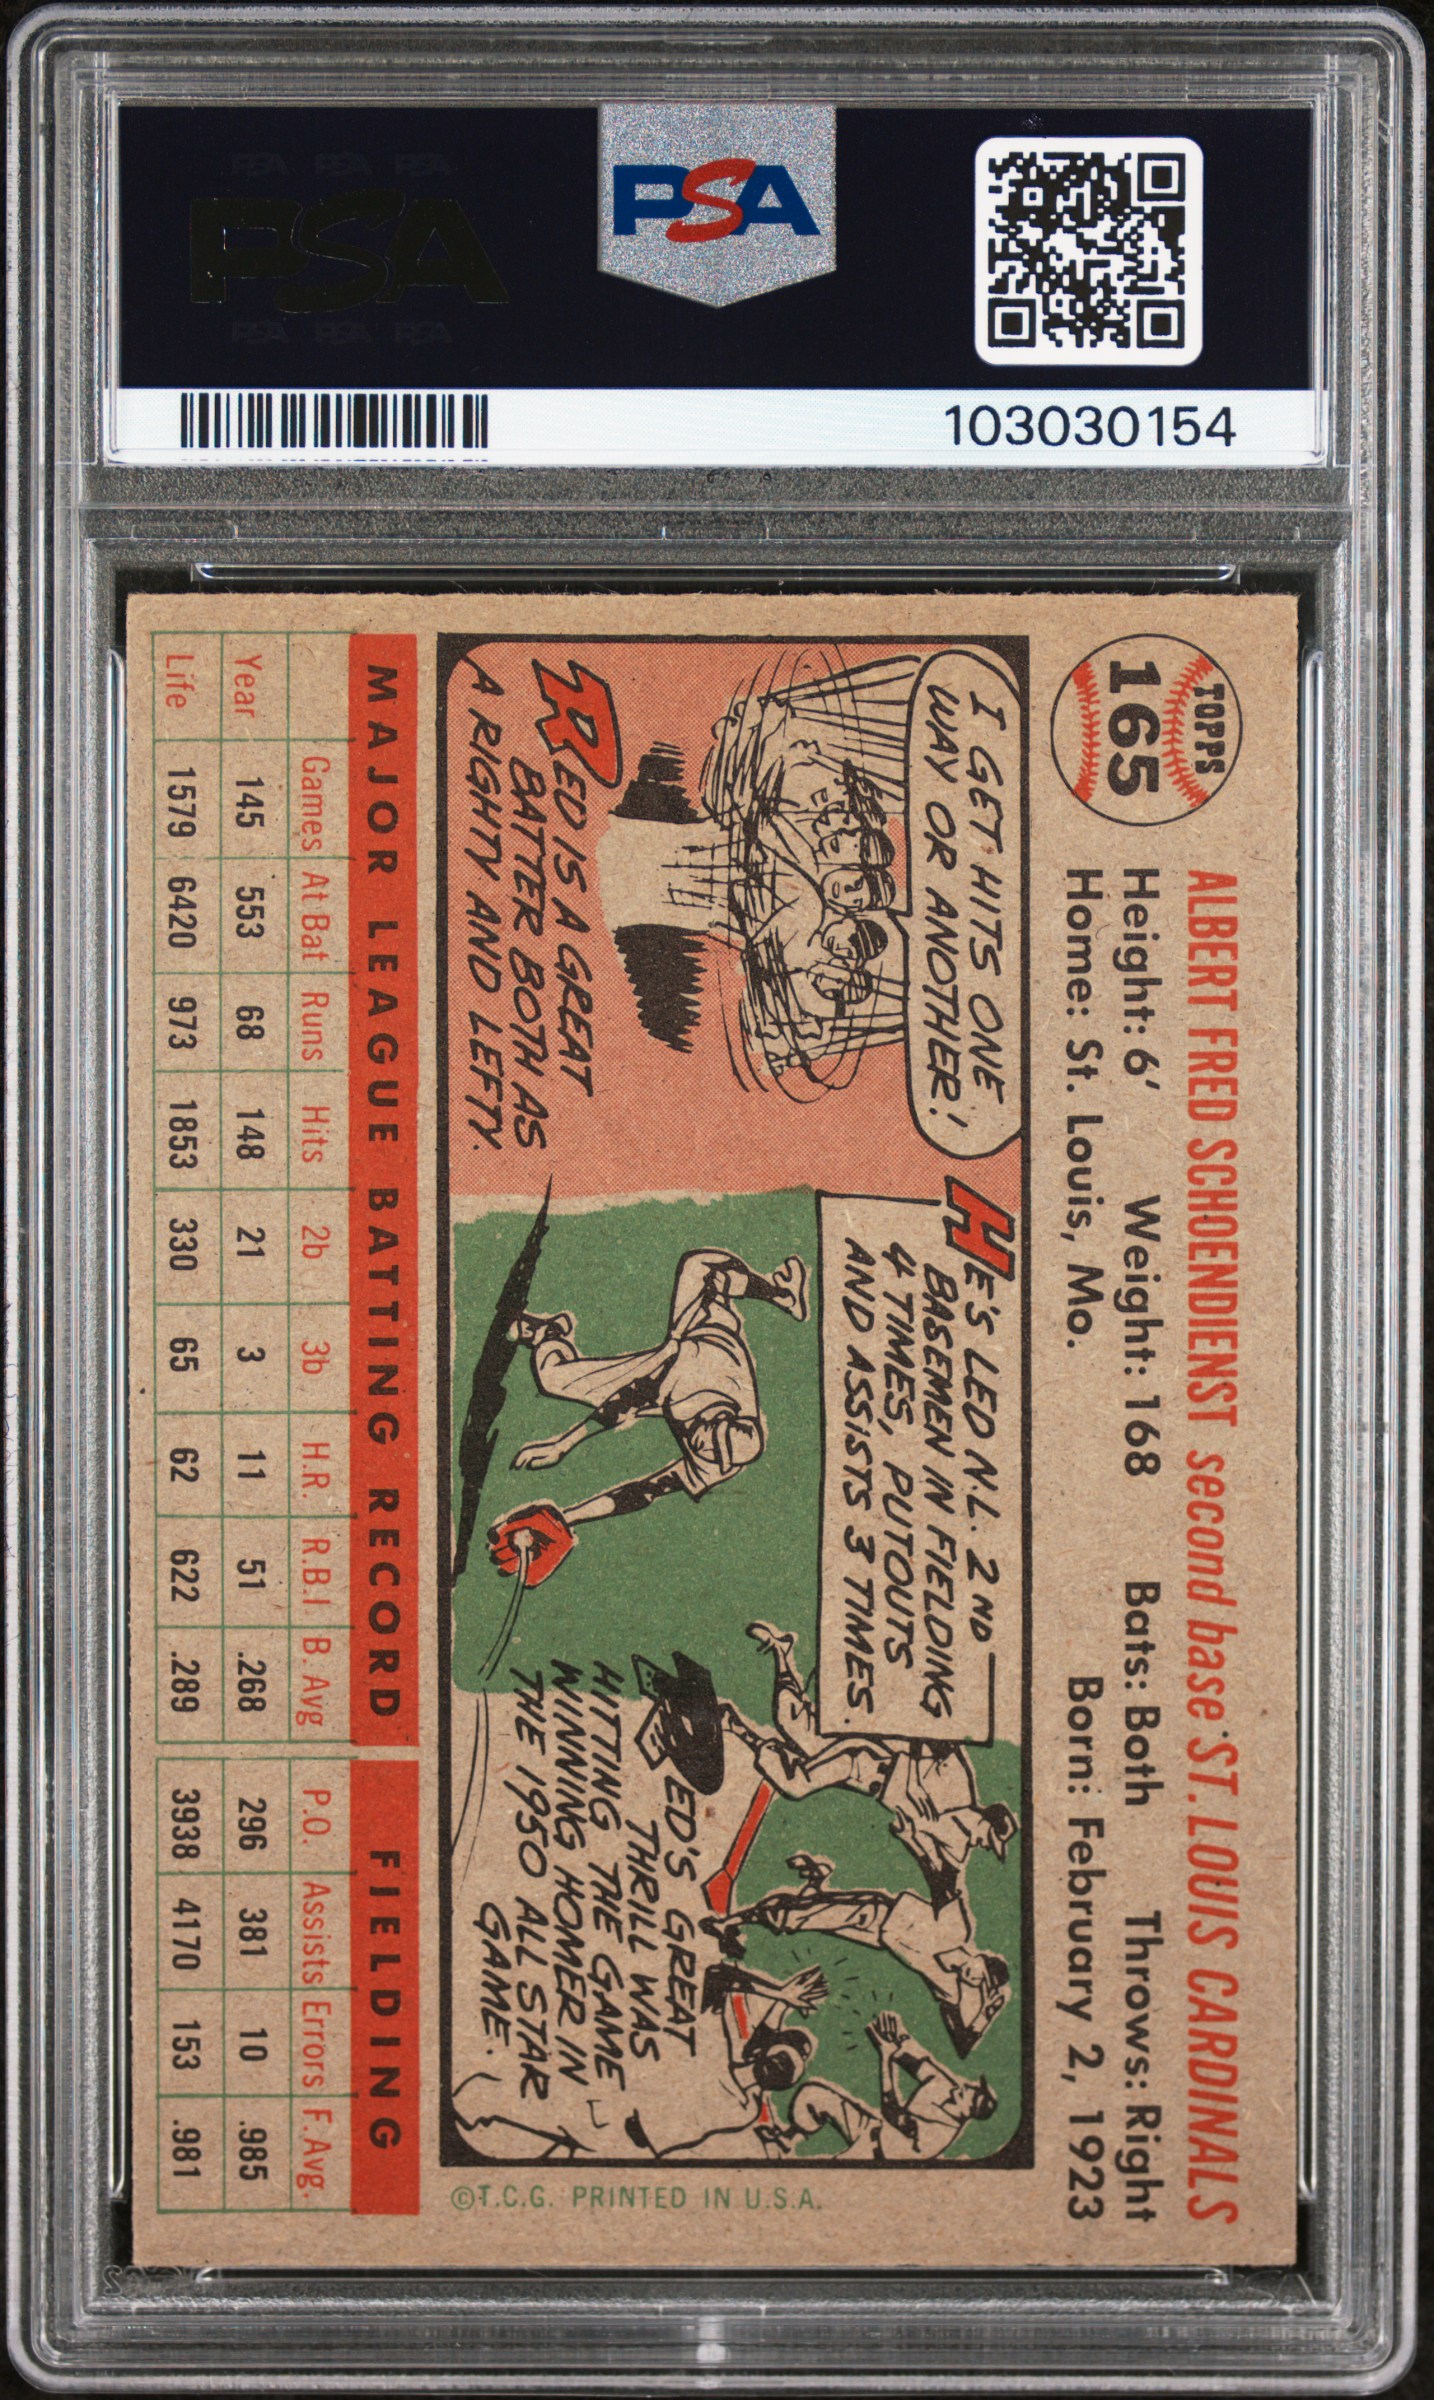 PSA PSA PSA
PSA
PSA PSA PSA
PSA
103030154
TOPPS
165
ALBERT FRED SCHOENDIENST second base ST. LOUIS CARDINALS
Height: 6' Weight: 168 Bats: Both Throws: Right
Home: St. Louis, Mo. Born: February 2, 1923
I GET HITS ONE
WAY OR ANOTHER!
RED IS A GREAT
BATTER BOTH AS
A RIGHTY AND LEFTY.
HE'S LED N.L. 2ND
BASEMEN IN FIELDING
4 TIMES, PUTOUTS
AND ASSISTS 3 TIMES.
RED'S GREAT
THRILL WAS
HITTING THE GAME
WINNING HOMER IN
THE 1950 ALL STAR
GAME.
©T.C.G. PRINTED IN U.S.A.
MAJOR LEAGUE BATTING RECORD FIELDING
Games At Bat Runs Hits 2b 3b H.R. R.B.I. B. Avg P.O. Assists Errors F. Avg.
Year 145 553 68 148 21 3 11 51 .268 296 381 10 .985
Life 1579 6420 973 1853 330 65 62 622 .289 3938 4170 153 .981